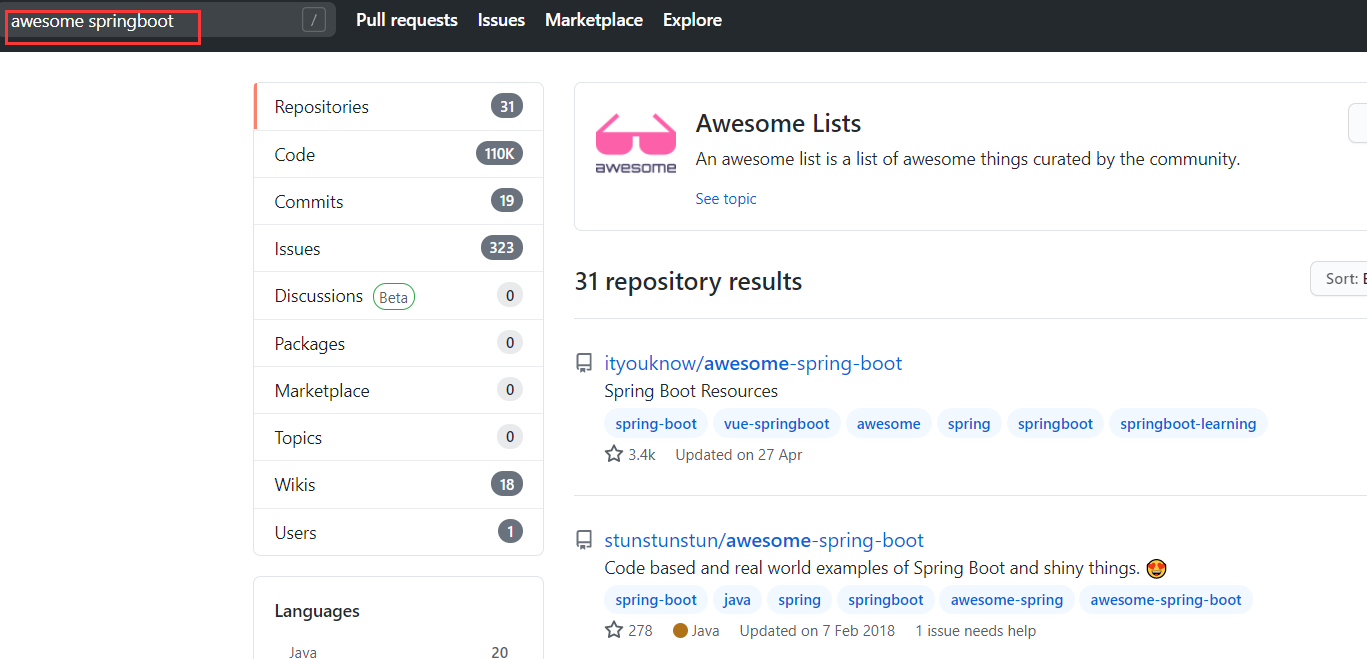 awesome springboot / Pull requests Issues Marketplace Explore
Repositories 31
Code 110K
Commits 19
Issues 323
Discussions Beta 0
Packages 0
Marketplace 0
Topics 0
Wikis 18
Users 1
Languages
Java 20
awesome
Awesome Lists
An awesome list is a list of awesome things curated by the community.
See topic
31 repository results
Sort:
ityouknow/awesome-spring-boot
Spring Boot Resources
spring-boot vue-springboot awesome spring springboot springboot-learning
3.4k Updated on 27 Apr
stunstunstun/awesome-spring-boot
Code based and real world examples of Spring Boot and shiny things. 😍
spring-boot java spring springboot awesome-spring awesome-spring-boot
278 Java Updated on 7 Feb 2018 1 issue needs help